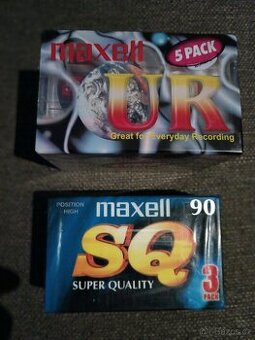 maxell
5 PACK
UR
Great for Everyday Recording
POSITION
HIGH
maxell
90
SQ
SUPER QUALITY
3
PACK